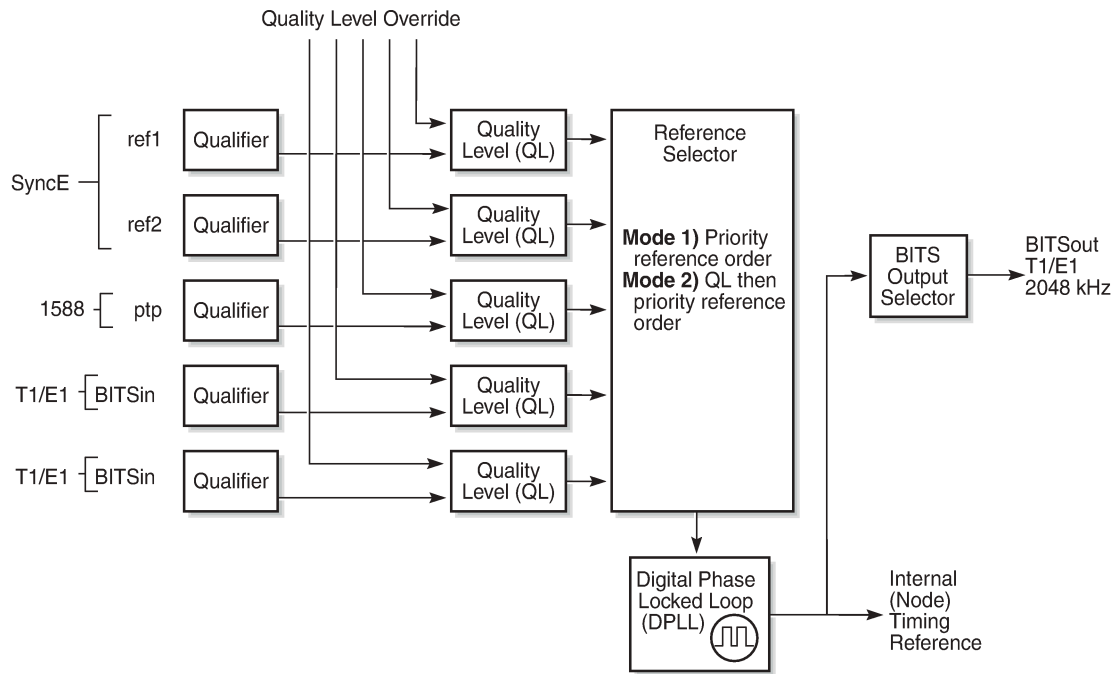 Quality Level Override
SyncE
ref1
Qualifier
Quality
Level (QL)
ref2
Qualifier
Quality
Level (QL)
1588
ptp
Qualifier
Quality
Level (QL)
T1/E1
BITSin
Qualifier
Quality
Level (QL)
T1/E1
BITSin
Qualifier
Quality
Level (QL)
Reference
Selector
Mode 1) Priority
reference order
Mode 2) QL then
priority reference
order
Digital Phase
Locked Loop
(DPLL)
BITS
Output
Selector
BITSout
T1/E1
2048 kHz
Internal
(Node)
Timing
Reference